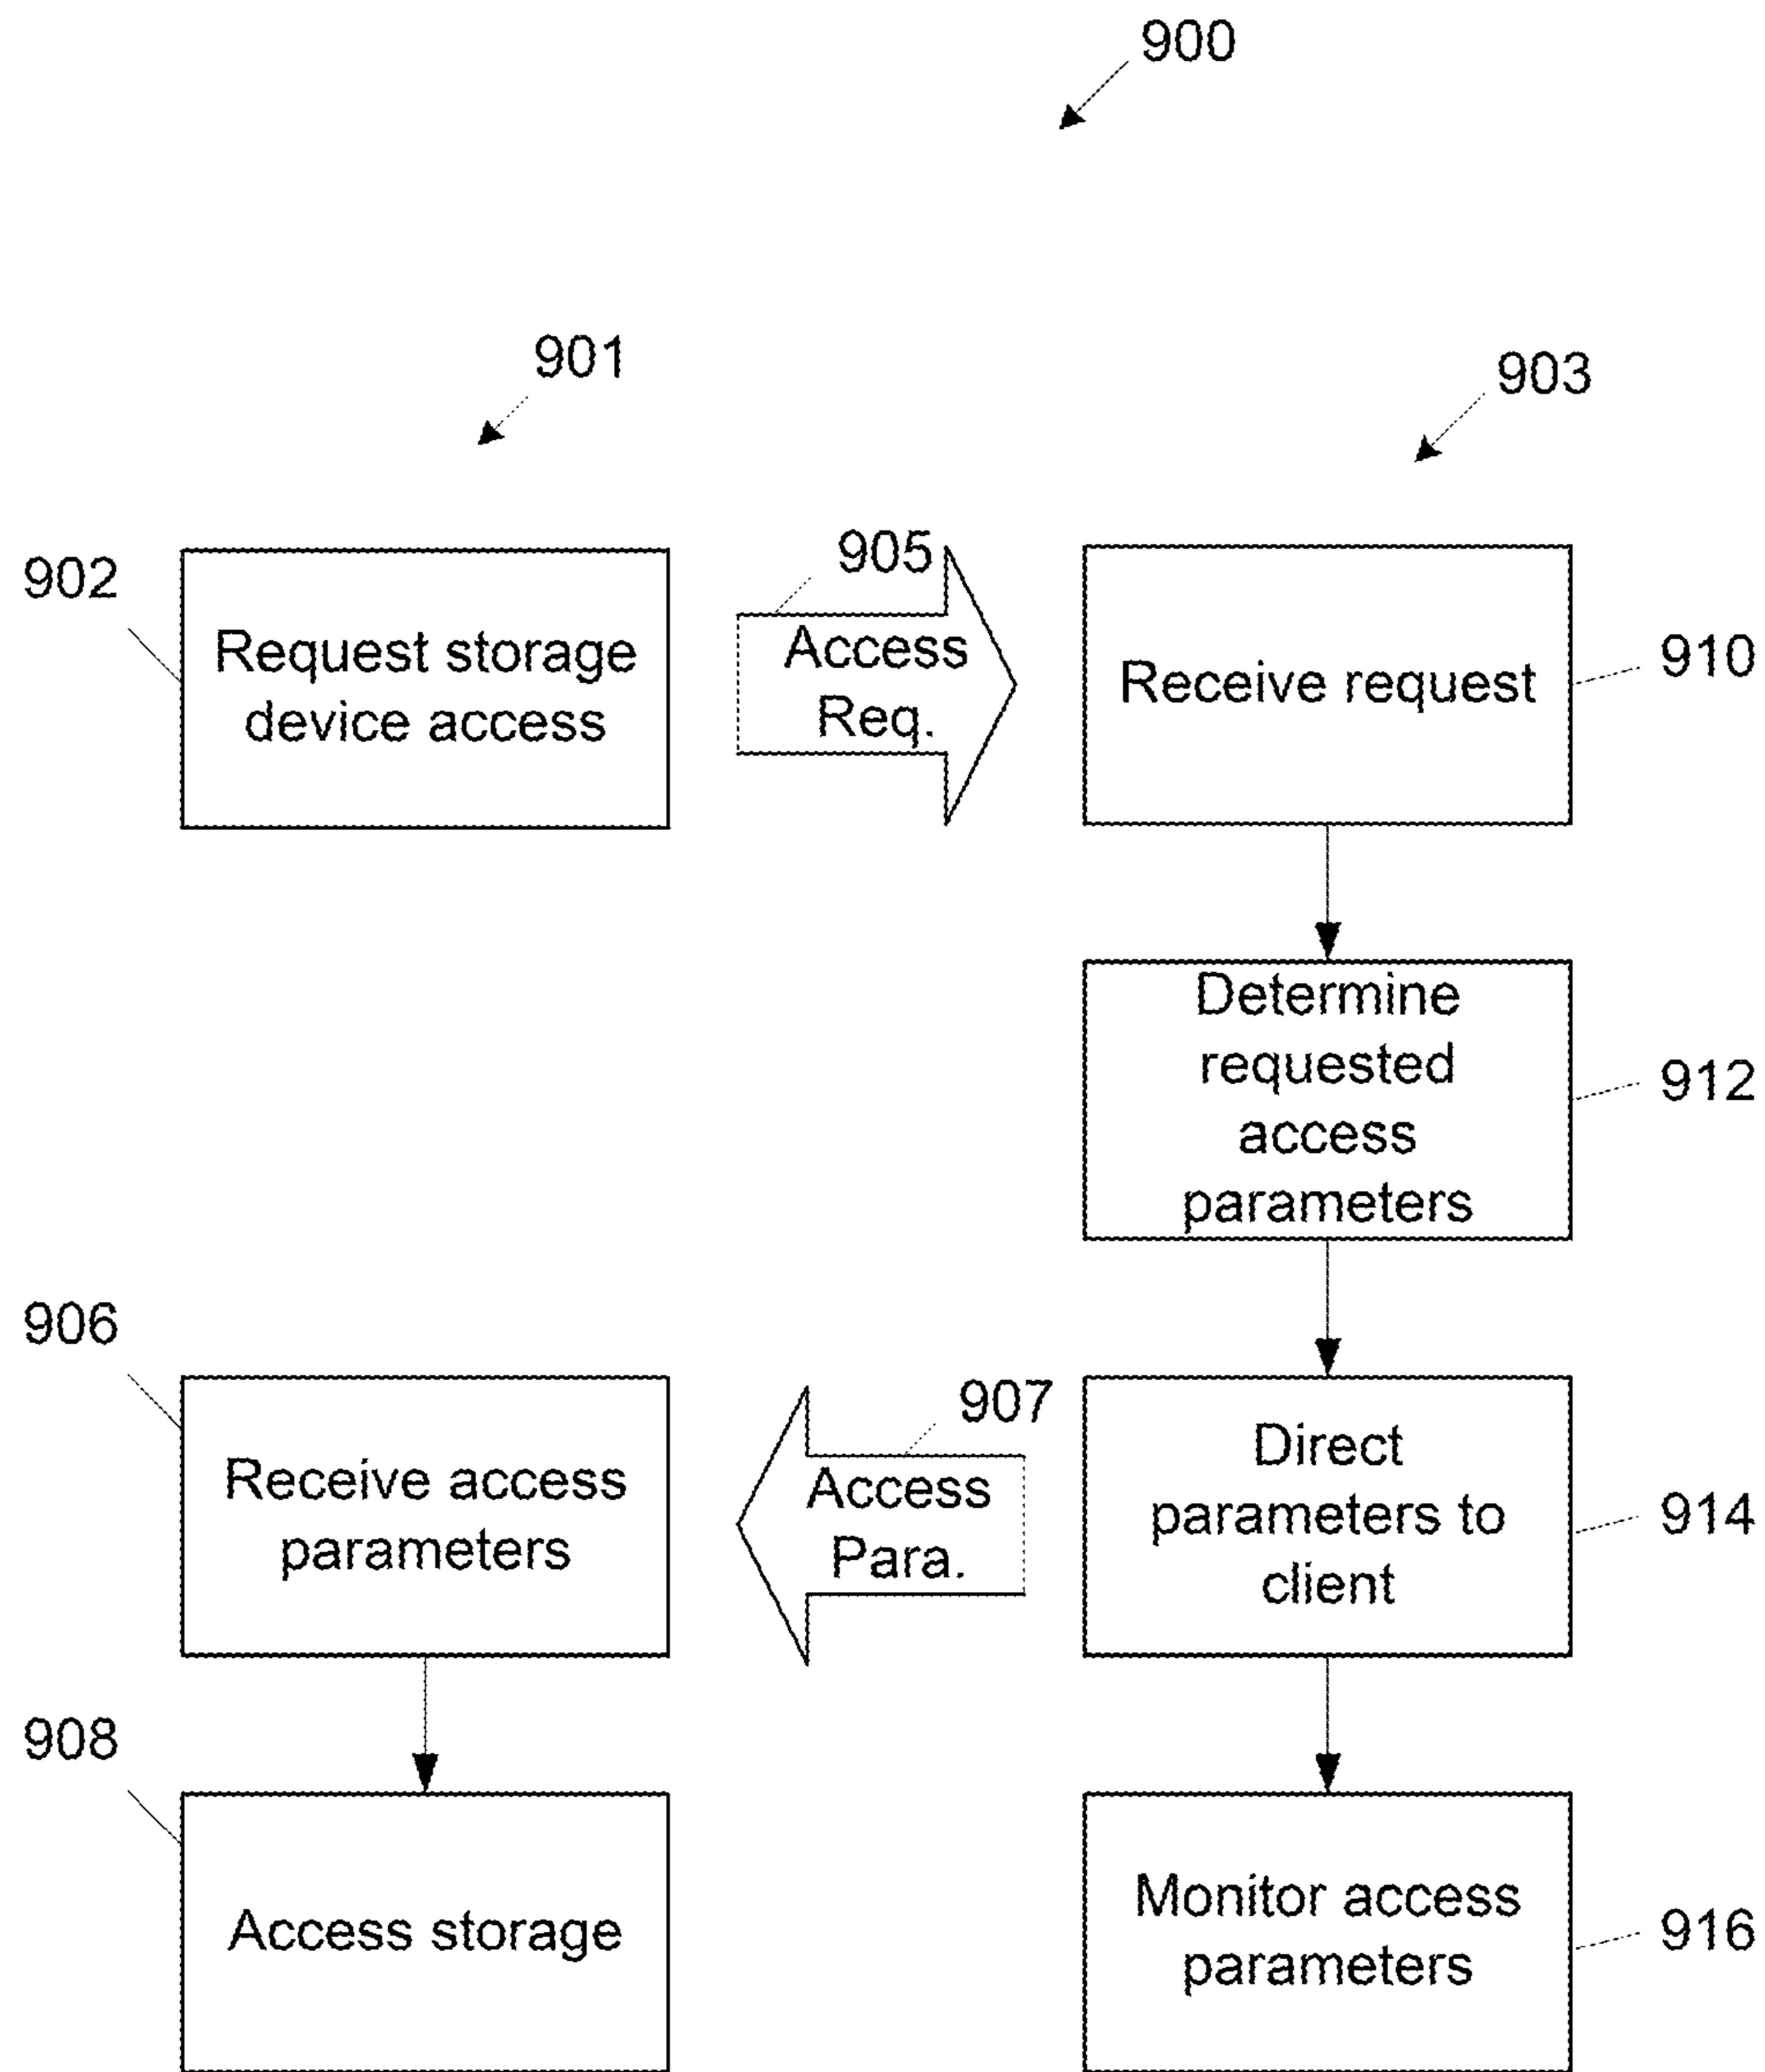 900
901
903
902
Request storage
device access
905
Access
Req.
Receive request
910
Determine
requested
access
parameters
912
906
Receive access
parameters
907
Access
Para.
Direct
parameters to
client
914
908
Access storage
Monitor access
parameters
916